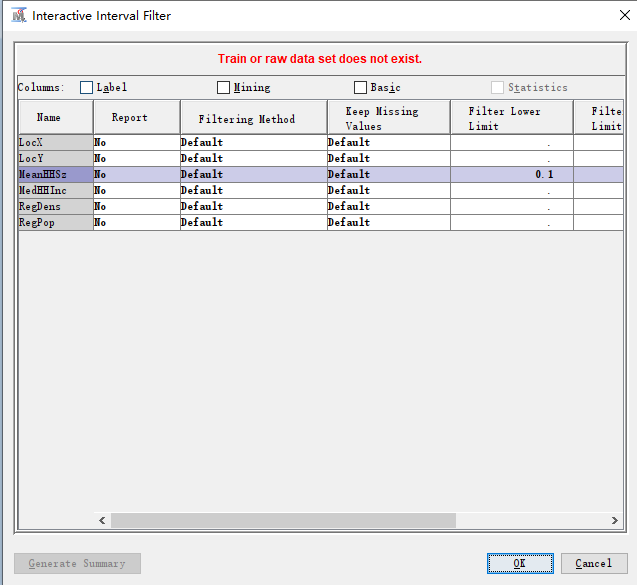 Interactive Interval Filter
Train or raw data set does not exist.
Columns: Label Mining Basic Statistics
Name Report Filtering Method Keep Missing Values Filter Lower Limit Filte Limit
LocX No Default Default .
LocY No Default Default .
MeanHHSz No Default Default 0.1
MedHHInc No Default Default .
RegDens No Default Default .
RegPop No Default Default .
Generate Summary OK Cancel